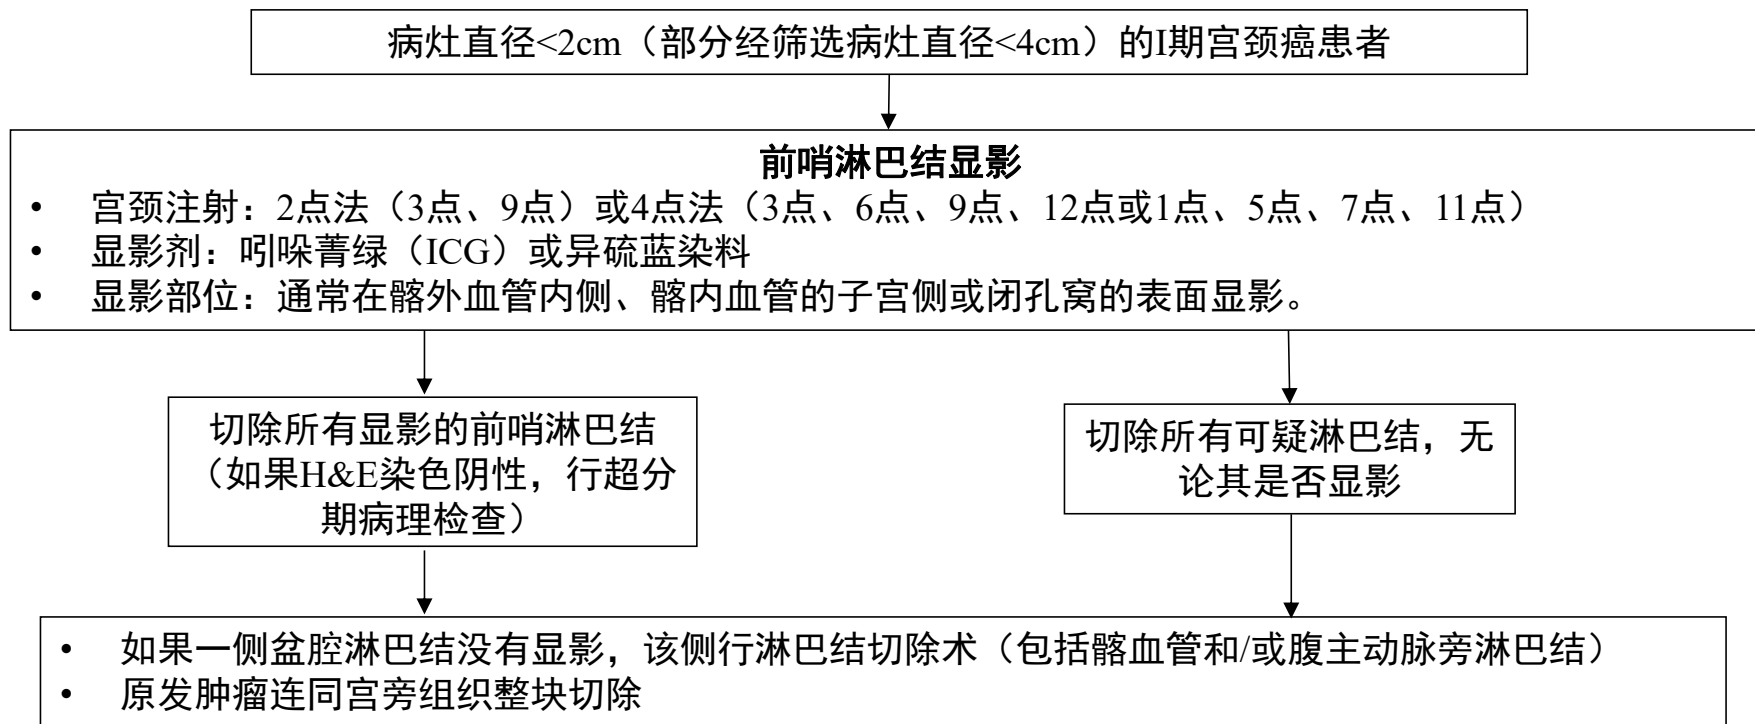 病灶直径<2cm（部分经筛选病灶直径<4cm）的I期宫颈癌患者
前哨淋巴结显影
• 宫颈注射：2点法（3点、9点）或4点法（3点、6点、9点、12点或1点、5点、7点、11点）
• 显影剂：吲哚菁绿（ICG）或异硫蓝染料
• 显影部位：通常在髂外血管内侧、髂内血管的子宫侧或闭孔窝的表面显影。
切除所有显影的前哨淋巴结
（如果H&E染色阴性，行超分
期病理检查）
切除所有可疑淋巴结，无
论其是否显影
• 如果一侧盆腔淋巴结没有显影，该侧行淋巴结切除术（包括髂血管和/或腹主动脉旁淋巴结）
• 原发肿瘤连同宫旁组织整块切除